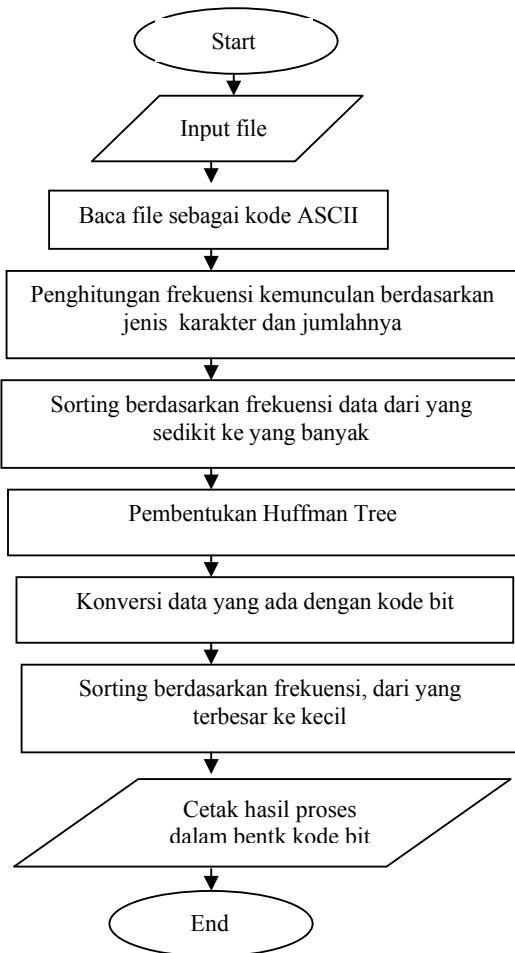 Start
Input file
Baca file sebagai kode ASCII
Penghitungan frekuensi kemunculan berdasarkan
jenis karakter dan jumlahnya
Sorting berdasarkan frekuensi data dari yang
sedikit ke yang banyak
Pembentukan Huffman Tree
Konversi data yang ada dengan kode bit
Sorting berdasarkan frekuensi, dari yang
terbesar ke kecil
Cetak hasil proses
dalam bentk kode bit
End